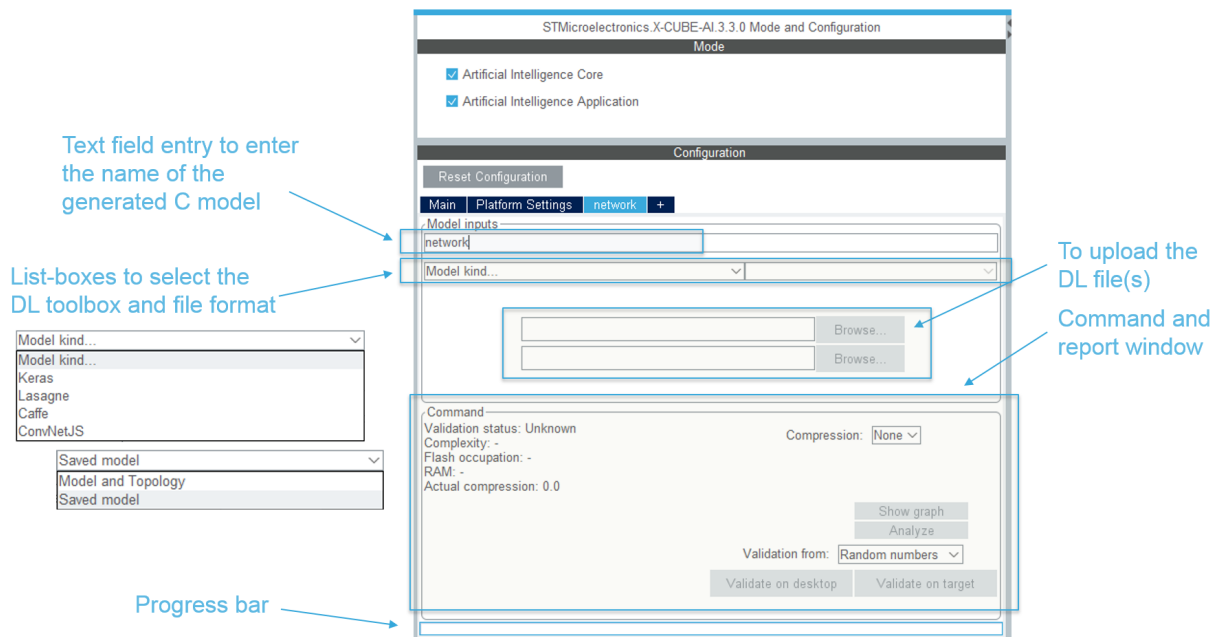 STMicroelectronics.X-CUBE-AI.3.3.0 Mode and Configuration
Mode
Artificial Intelligence Core
Artificial Intelligence Application
Configuration
Reset Configuration
Main Platform Settings network +
Model inputs
network
Model kind...
Browse...
Browse...
Command
Validation status: Unknown
Complexity: -
Flash occupation: -
RAM: -
Actual compression: 0.0
Compression: None
Show graph
Analyze
Validation from: Random numbers
Validate on desktop Validate on target
Text field entry to enter
the name of the
generated C model
List-boxes to select the
DL toolbox and file format
Model kind...
Model kind...
Keras
Lasagne
Caffe
ConvNetJS
Saved model
Model and Topology
Saved model
Progress bar
To upload the
DL file(s)
Command and
report window